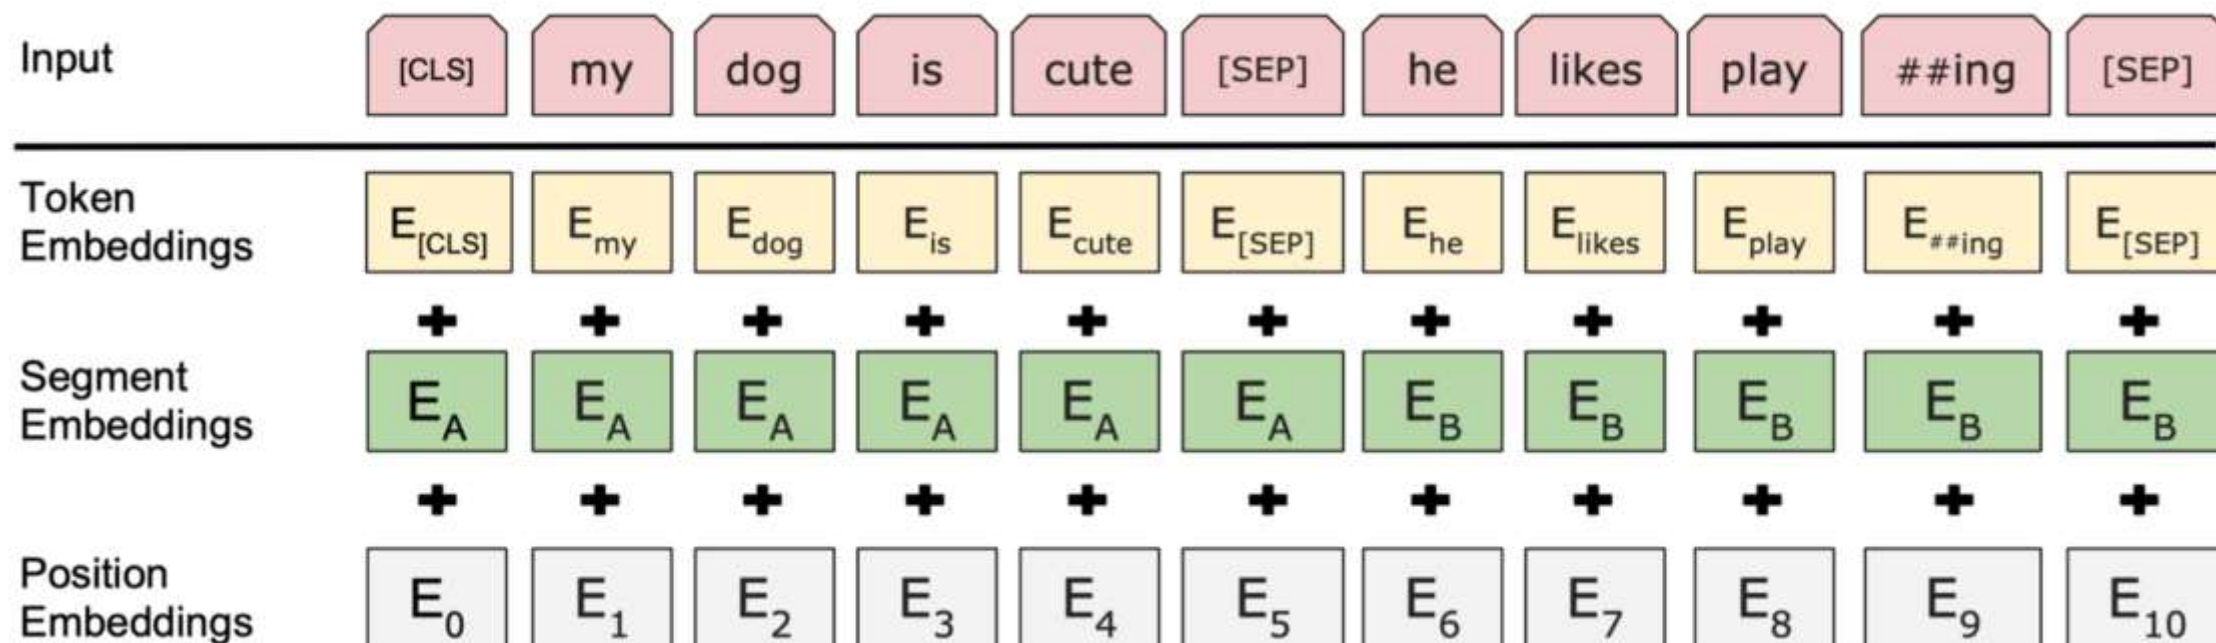 Input [CLS] my dog is cute [SEP] he likes play ##ing [SEP]
Token Embeddings E[CLS] Emy Edog Eis Ecute E[SEP] Ehe Elikes Eplay E##ing E[SEP]
+ + + + + + + + + + +
Segment Embeddings EA EA EA EA EA EA EB EB EB EB EB
+ + + + + + + + + + +
Position Embeddings E0 E1 E2 E3 E4 E5 E6 E7 E8 E9 E10